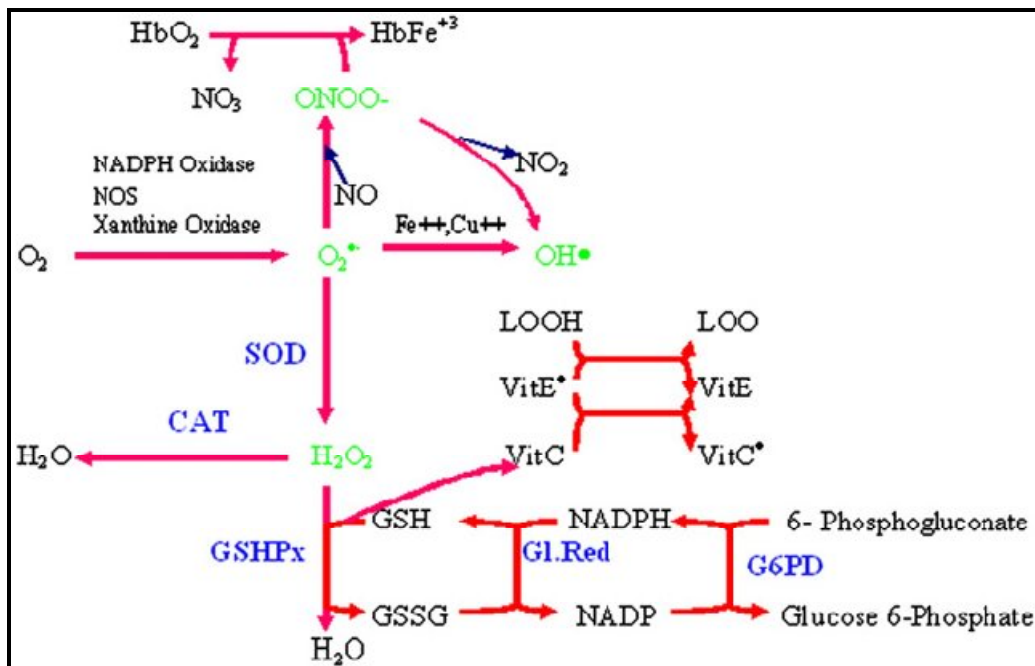 HbO₂ HbFe⁺³
NO₃ ONOO-
NADPH Oxidase
NO₂
NOS
NO
Xanthine Oxidase
Fe++,Cu++
O₂ O₂•- OH•
LOOH LOO
SOD
VitE• VitE
CAT
H₂O H₂O₂ VitC VitC•
GSH NADPH 6- Phosphogluconate
GSHPx Gl.Red G6PD
GSSG NADP Glucose 6-Phosphate
H₂O